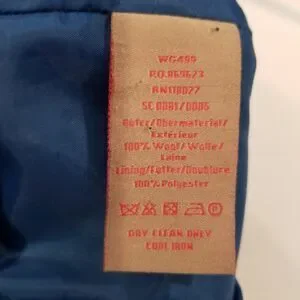 WG499
P.O.069623
RN118027
SC 0081/0085
Outer/Obermaterial/
Extérieur
100% Wool/Wolle/
Laine
Lining/Futter/Doublure
100% Polyester
DRY CLEAN ONLY
COOL IRON